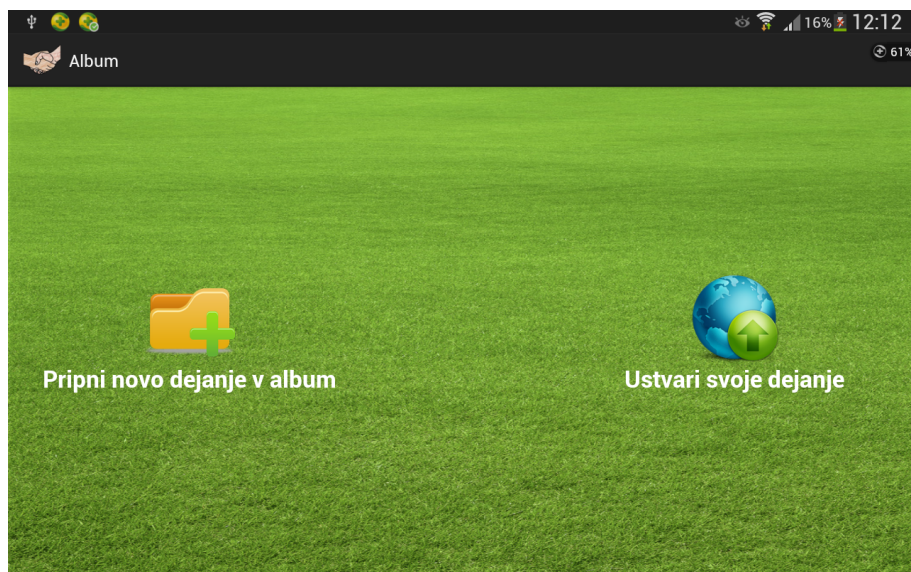 16% 12:12
Album
61%
Pripni novo dejanje v album
Ustvari svoje dejanje